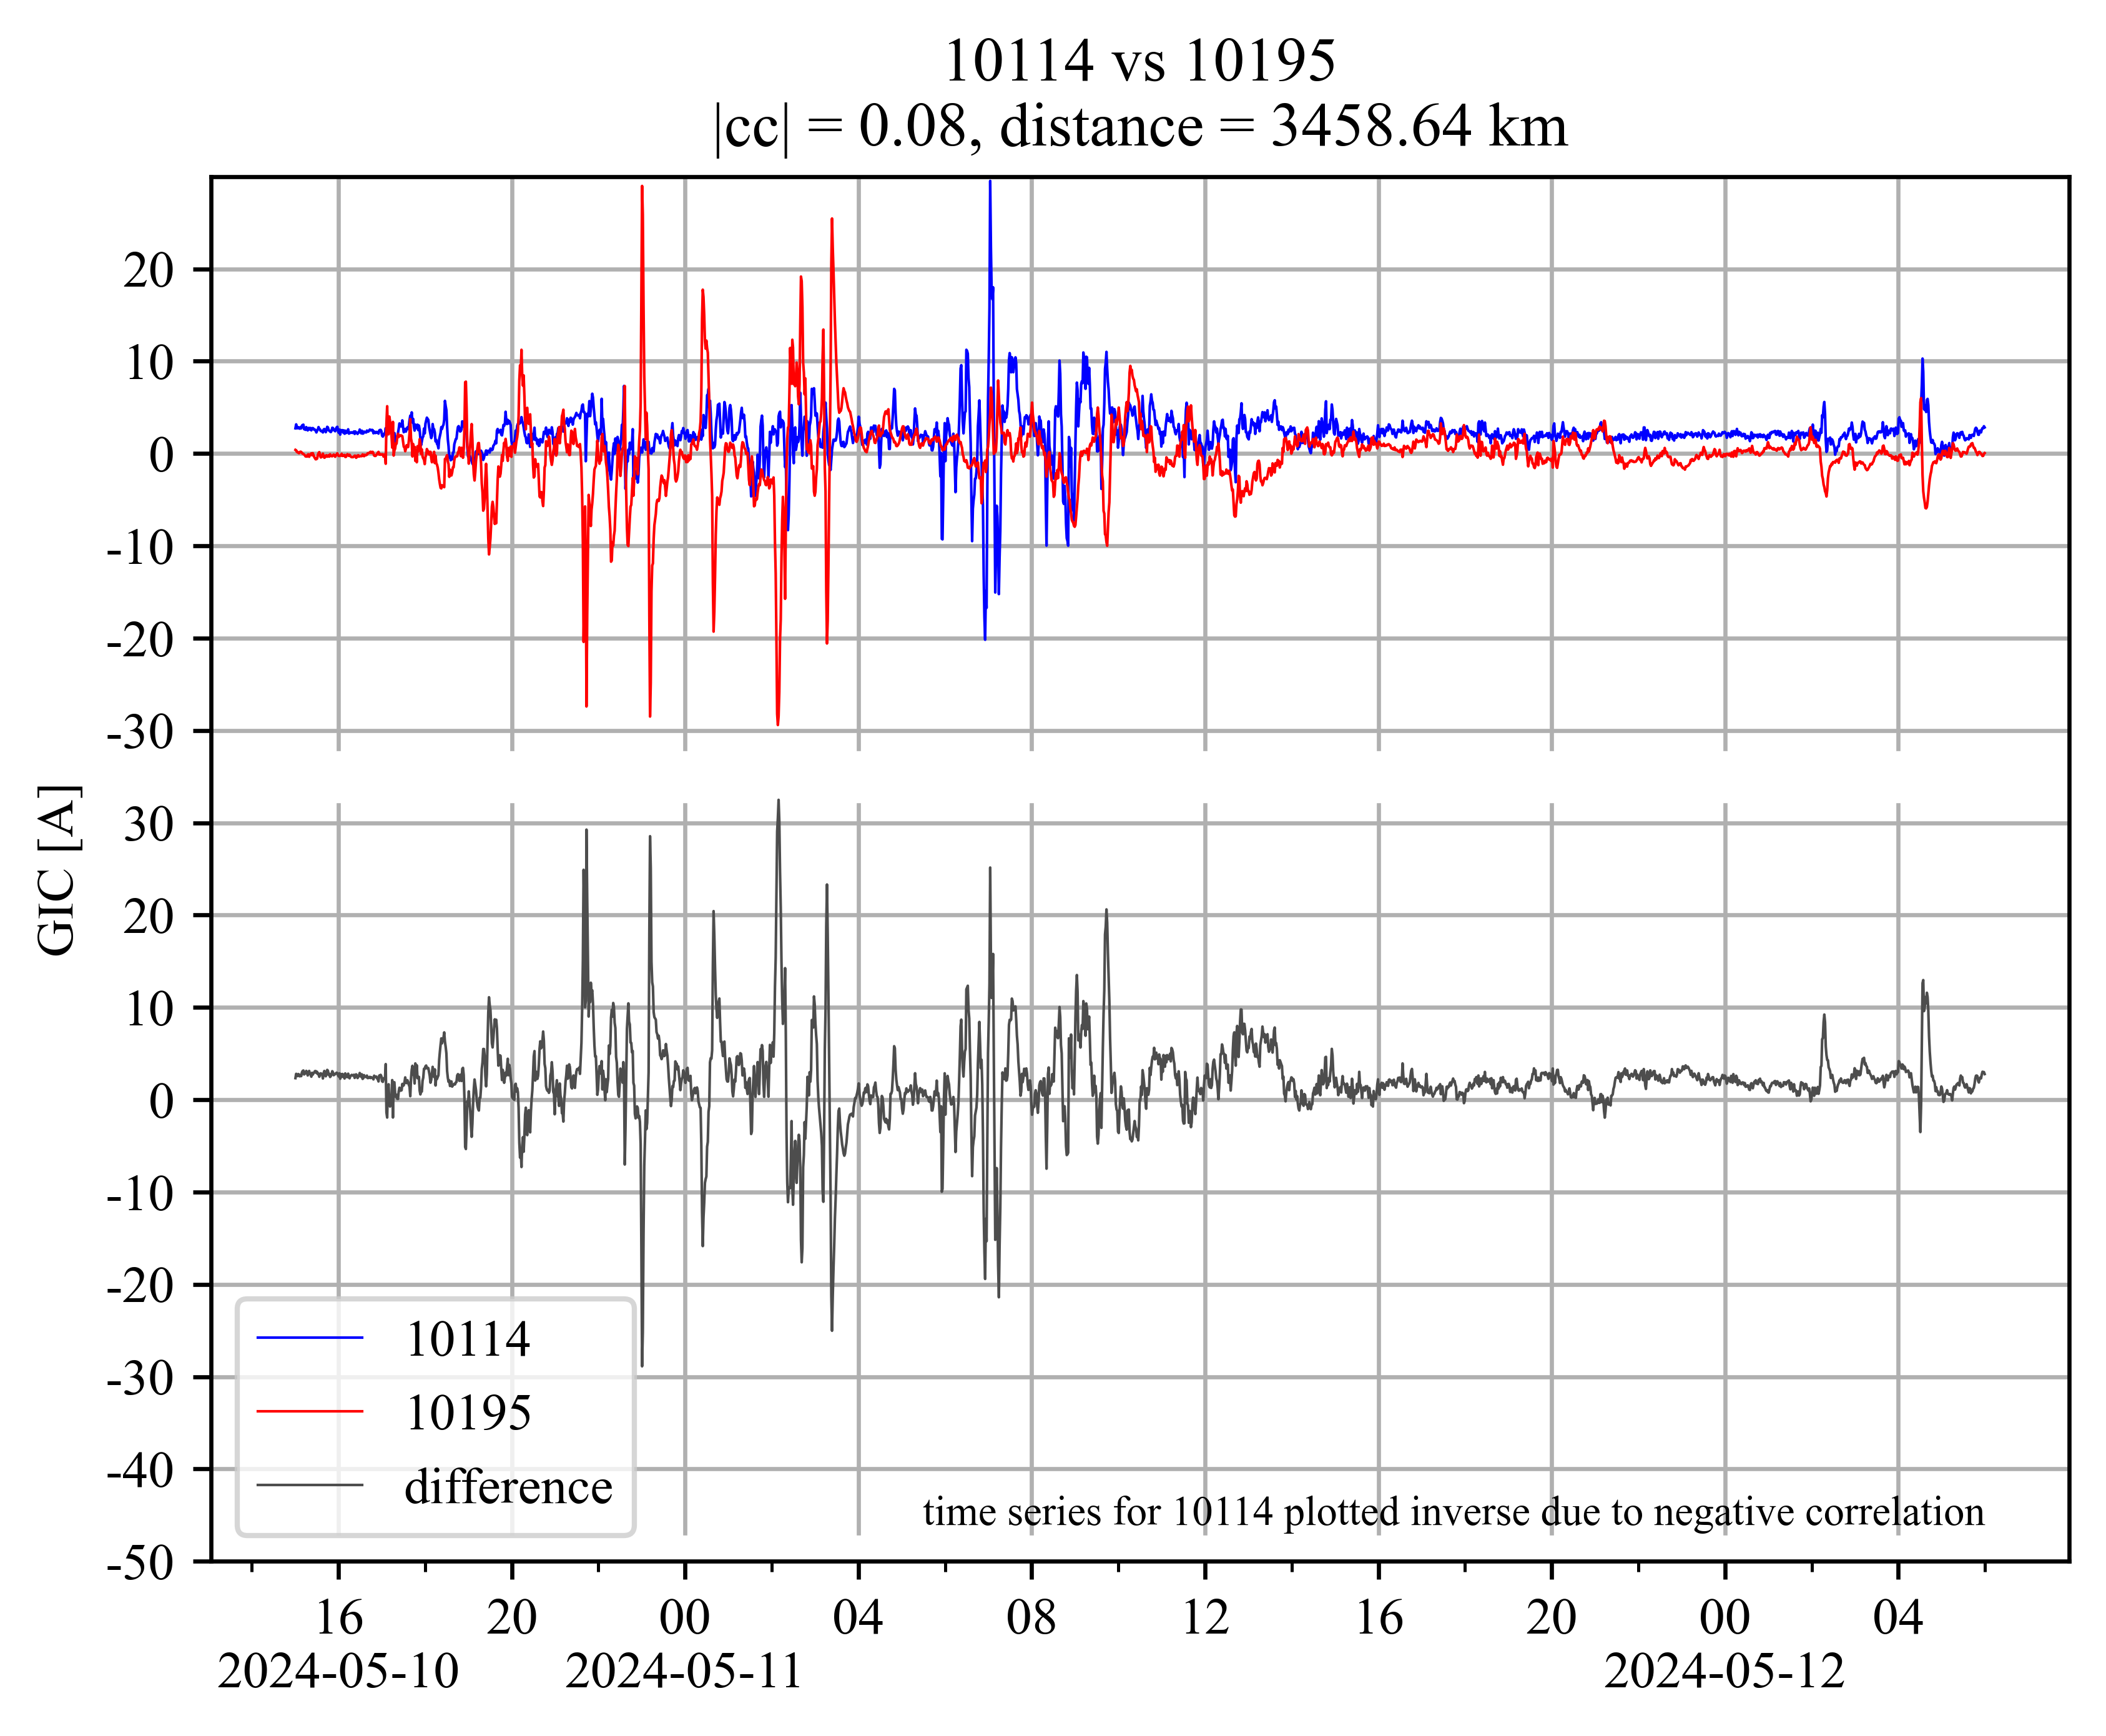 10114 vs 10195
|cc| = 0.08, distance = 3458.64 km
20
10
0
-10
-20
-30
30
20
10
0
-10
-20
-30
-40
-50
GIC [A]
10114
10195
difference
time series for 10114 plotted inverse due to negative correlation
16 20 00 04 08 12 16 20 00 04
2024-05-10 2024-05-11 2024-05-12